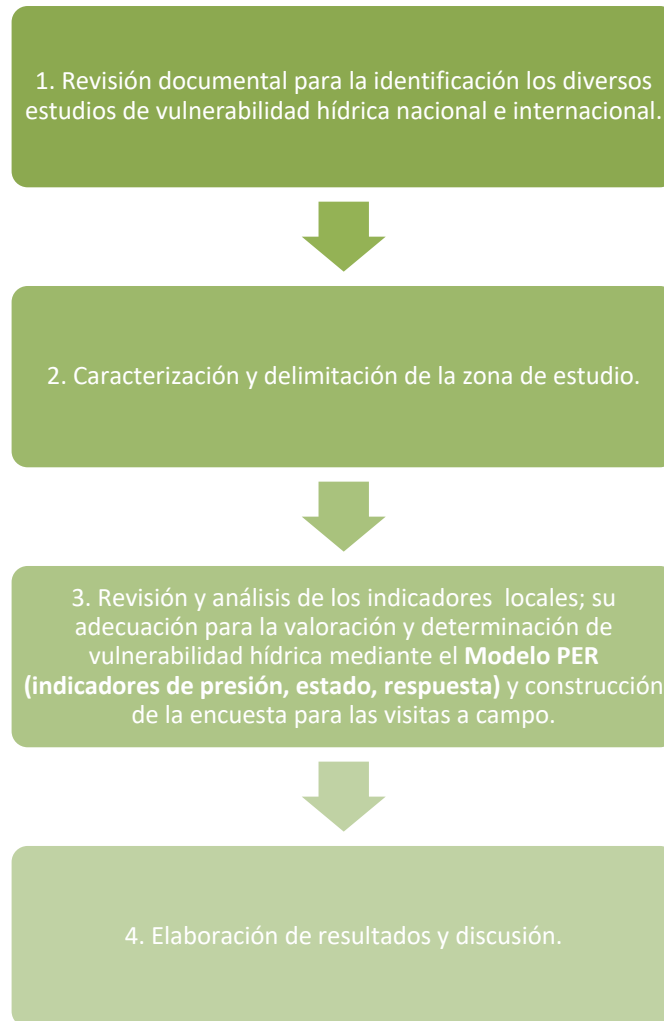 1. Revisión documental para la identificación los diversos
estudios de vulnerabilidad hídrica nacional e internacional.
2. Caracterización y delimitación de la zona de estudio.
3. Revisión y análisis de los indicadores  locales; su
adecuación para la valoración y determinación de
vulnerabilidad hídrica mediante el Modelo PER
(indicadores de presión, estado, respuesta) y construcción
de la encuesta para las visitas a campo.
4. Elaboración de resultados y discusión.